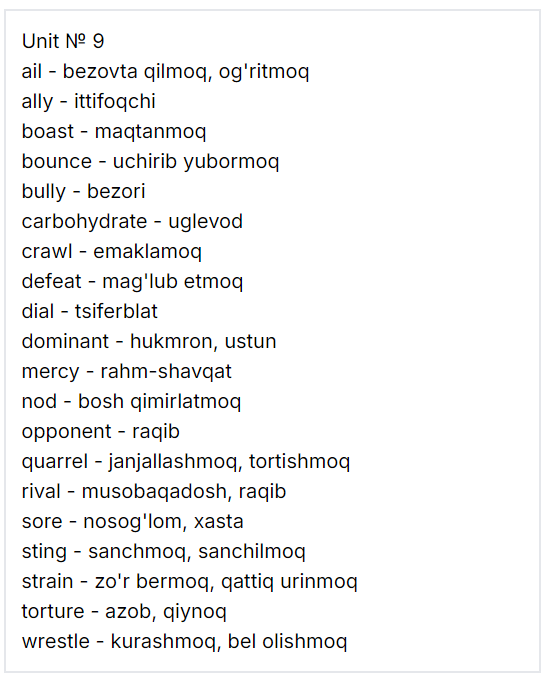 Unit № 9
ail - bezovta qilmoq, og'ritmoq
ally - ittifoqchi
boast - maqtanmoq
bounce - uchirib yubormoq
bully - bezori
carbohydrate - uglevod
crawl - emaklamoq
defeat - mag'lub etmoq
dial - tsiferblat
dominant - hukmron, ustun
mercy - rahm-shavqat
nod - bosh qimirlatmoq
opponent - raqib
quarrel - janjallashmoq, tortishmoq
rival - musobaqadosh, raqib
sore - nosog'lom, xasta
sting - sanchmoq, sanchilmoq
strain - zo'r bermoq, qattiq urinmoq
torture - azob, qiynoq
wrestle - kurashmoq, bel olishmoq